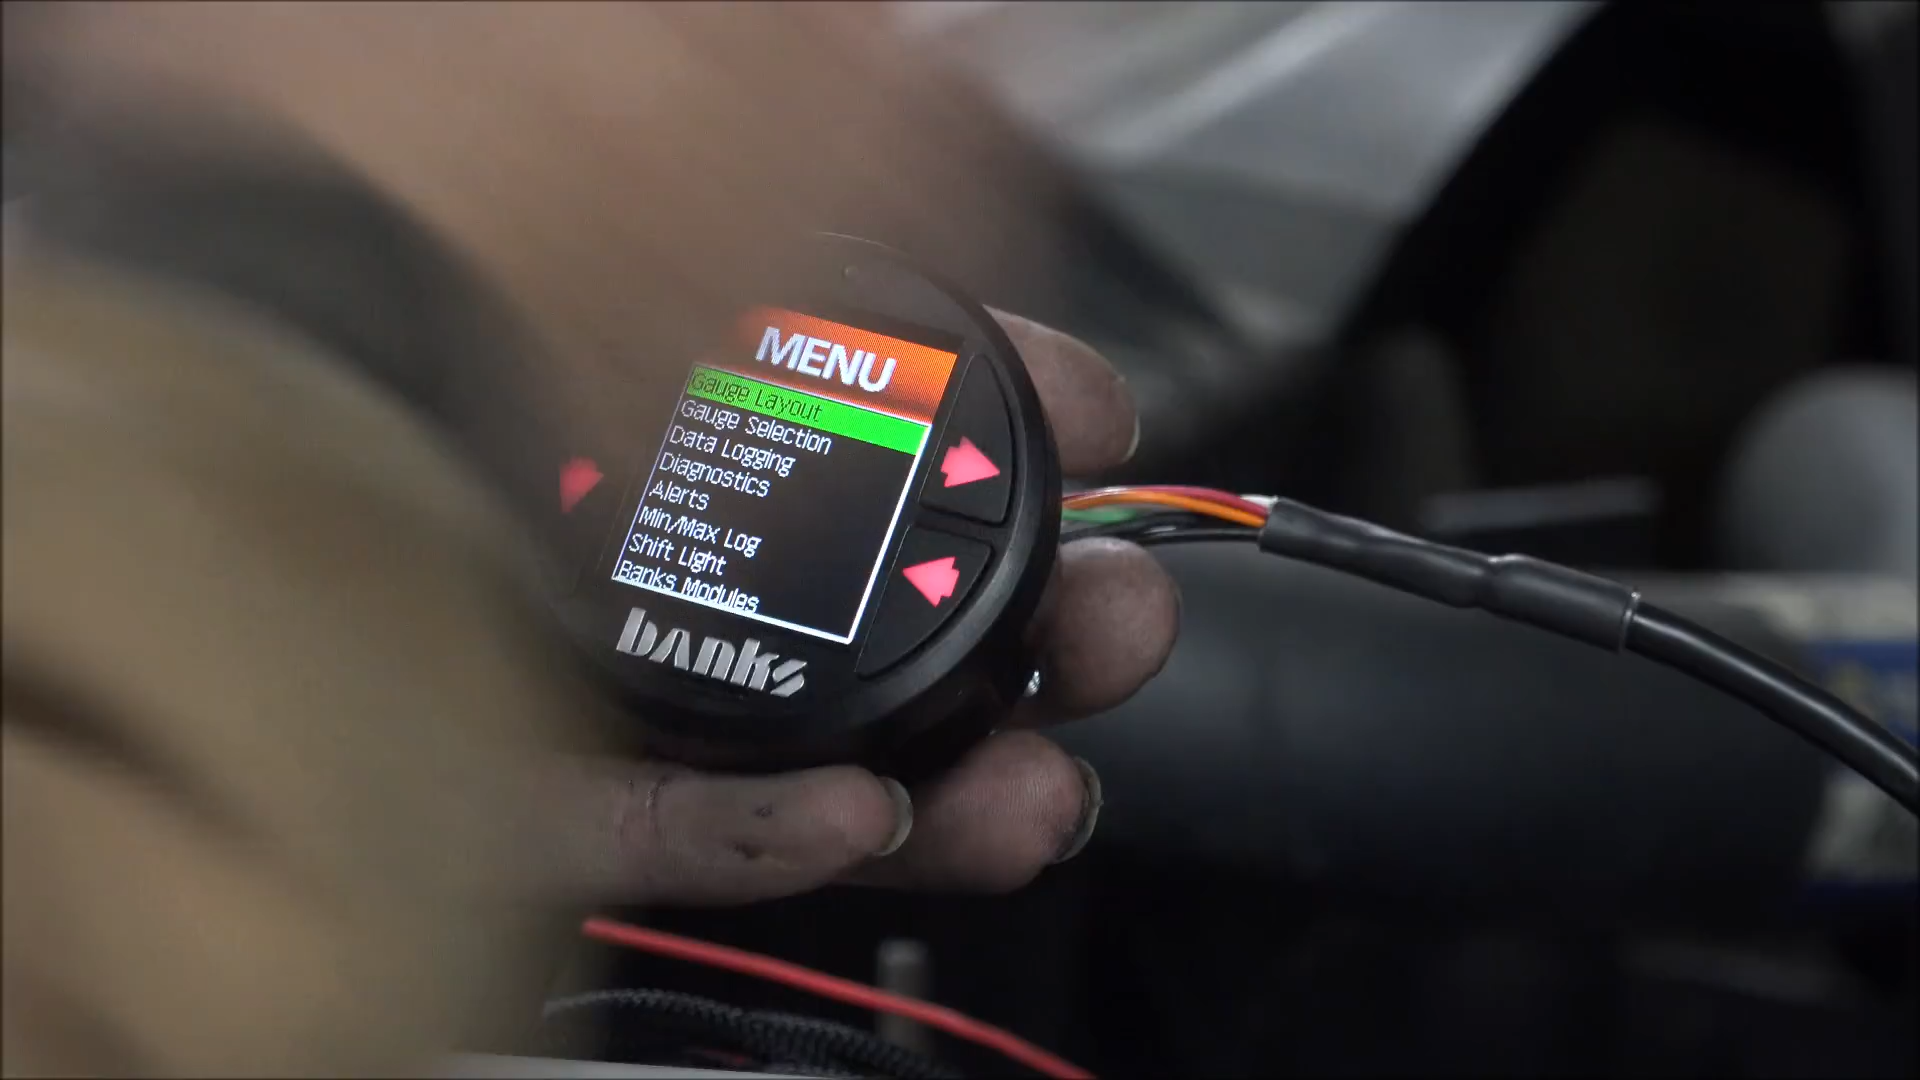 MENU
Gauge Layout
Gauge Selection
Data Logging
Diagnostics
Alerts
Min/Max Log
Shift Light
Banks Modules
banks